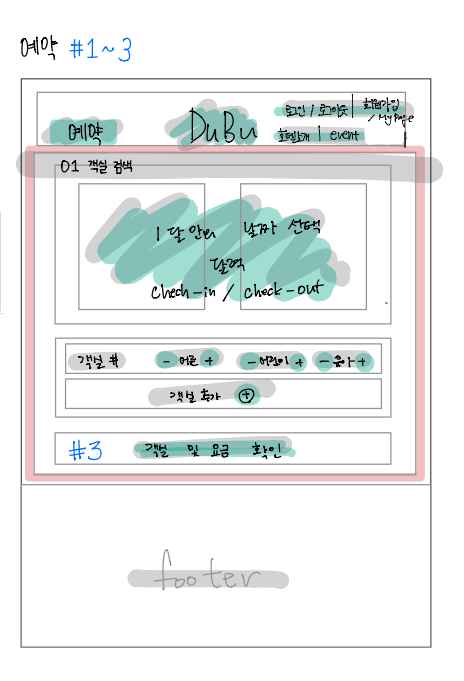 예약 #1~3
예약
DuBu
로그인 / 로그아웃 | 회원가입 / My Page
호텔소개 | event
01 객실 검색
1 달 안에 날짜 선택
달력
chech-in / check-out
객실 # - 어른 + - 어린이 + - 유아 +
객실 추가 +
#3 객실 및 요금 확인
footer